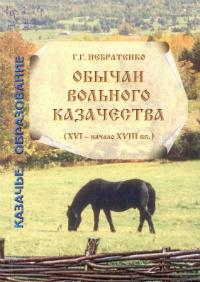 Г.Г. НЕБРАТЕНКО
ОБЫЧАИ
ВОЛЬНОГО
КАЗАЧЕСТВА
(XVI – начало XVIII вв.)
КАЗАЧЬЕ ОБРАЗОВАНИЕ